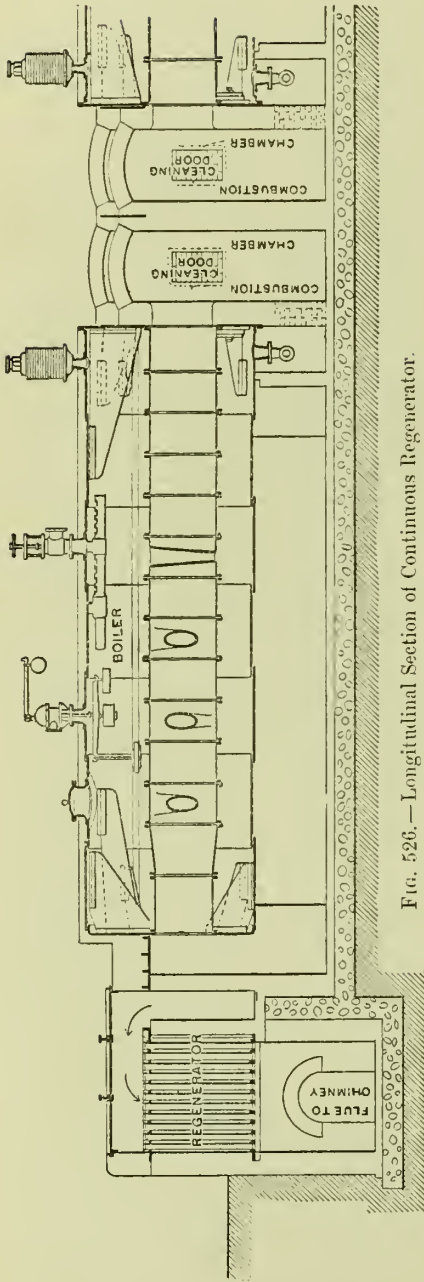 COMBUSTION
CHAMBER
CLEANING
DOOR
COMBUSTION
CHAMBER
CLEANING
DOOR
BOILER
REGENERATOR
FLUE TO
CHIMNEY
FIG. 526.—Longitudinal Section of Continuous Regenerator.